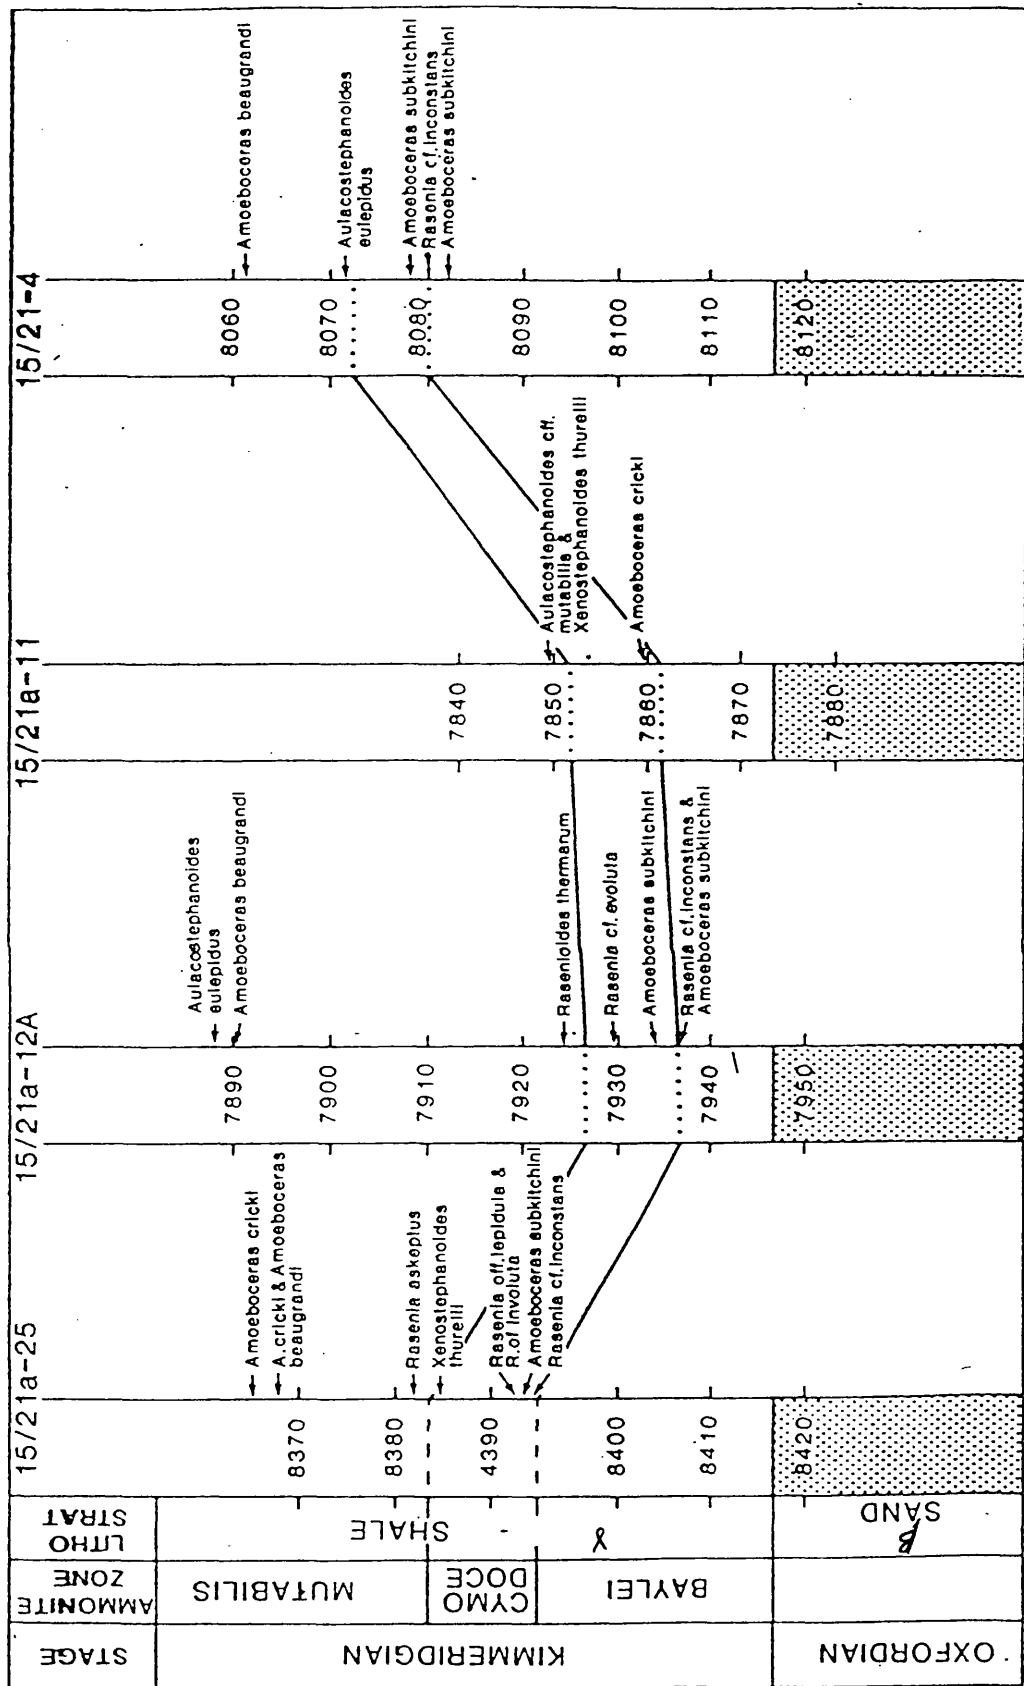 STAGE
AMMONITE
ZONE
LITHO
STRAT
15/21a-25
15/21a-12A
15/21a-11
15/21-4
KIMMERIDGIAN
OXFORDIAN
MUTABILIS
CYMO
DOCE
BAYLEI
SHALE
γ
β
SAND
8370
8380
4390
8400
8410
8420
Amoeboceras cricki
A.cricki & Amoeboceras
beaugrandi
Rasenia askeptus
Xenostephanoides
thurelli
Rasenia off.lepidula &
R.of involuta
Amoeboceras subkitchini
Rasenia cf.inconstans
7890
7900
7910
7920
7930
7940
7950
Aulacostephanoides
eulepidus
Amoeboceras beaugrandi
Rasenioides thermarum
Rasenia cf.evoluta
Amoeboceras subkitchini
Rasenia cf.inconstans &
Amoeboceras subkitchini
7840
7850
7860
7870
7880
Aulacostephanoides cff.
mutabilis &
Xenostephanoides thurelli
Amoeboceras cricki
8060
8070
8080
8090
8100
8110
8120
Amoeboceras beaugrandi
Aulacostephanoides
eulepidus
Amoeboceras subkitchini
Rasenia cf.inconstans
Amoeboceras subkitchini